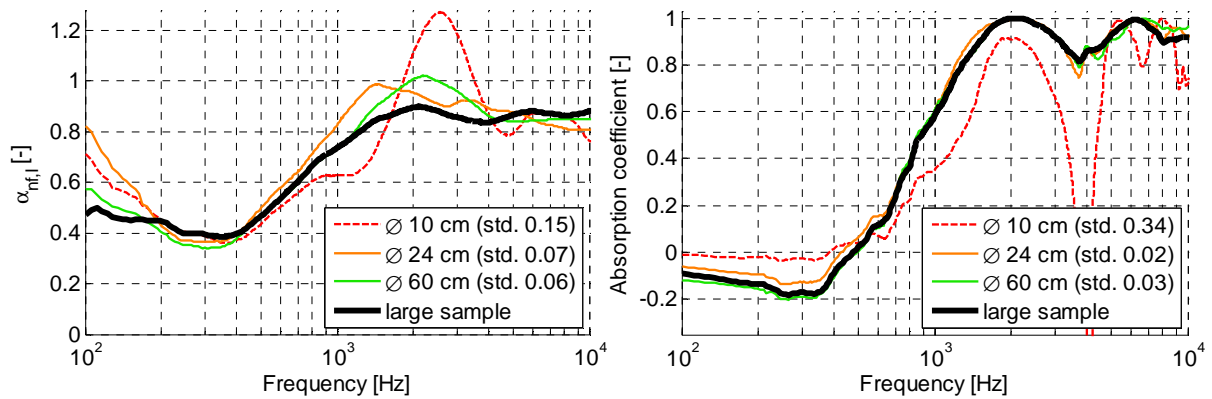 1.2
1
0.8
0.6
0.4
0.2
0
α_nf,I [-]
∅ 10 cm (std. 0.15)
∅ 24 cm (std. 0.07)
∅ 60 cm (std. 0.06)
large sample
10^2 10^3 10^4
Frequency [Hz]
1
0.8
0.6
0.4
0.2
0
-0.2
Absorption coefficient [-]
∅ 10 cm (std. 0.34)
∅ 24 cm (std. 0.02)
∅ 60 cm (std. 0.03)
large sample
10^2 10^3 10^4
Frequency [Hz]